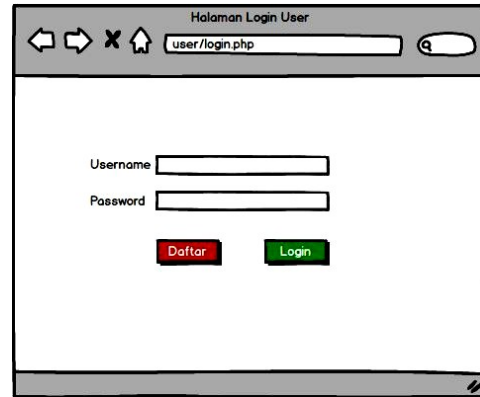 Halaman Login User
user/login.php
Username
Password
Daftar Login